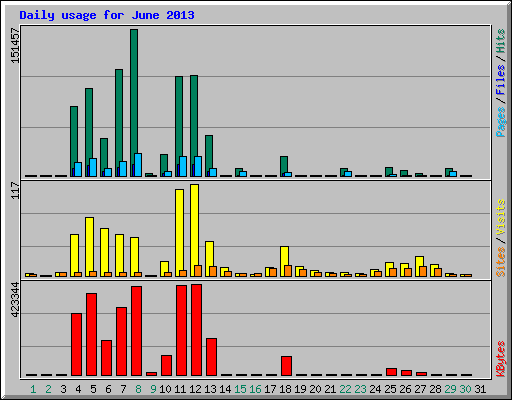 Daily usage for June 2013
151457
Pages / Files / Hits
117
Sites / Visits
423344
KBytes
1 2 3 4 5 6 7 8 9 10 11 12 13 14 15 16 17 18 19 20 21 22 23 24 25 26 27 28 29 30 31